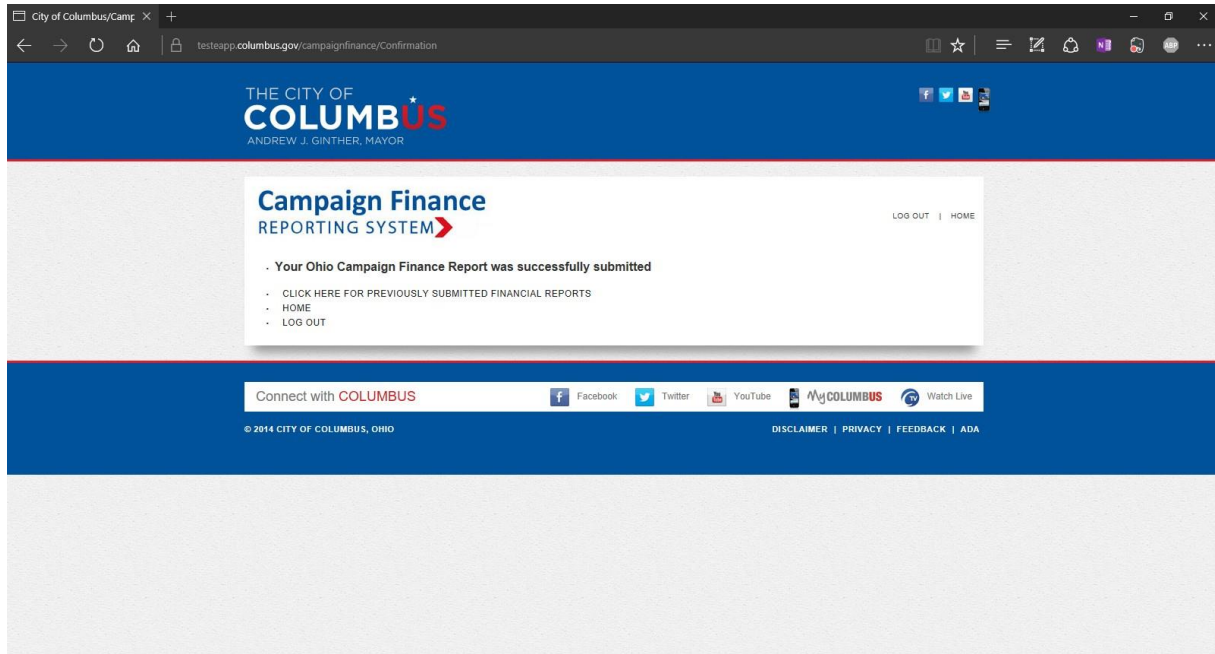 City of Columbus/Camp
testeapp.columbus.gov/campaignfinance/Confirmation
N
ABP
THE CITY OF
COLUMBUS
ANDREW J. GINTHER, MAYOR
f
Campaign Finance
REPORTING SYSTEM
LOG OUT | HOME
· Your Ohio Campaign Finance Report was successfully submitted
· CLICK HERE FOR PREVIOUSLY SUBMITTED FINANCIAL REPORTS
· HOME
· LOG OUT
Connect with COLUMBUS
f Facebook
Twitter
YouTube
MyCOLUMBUS
TV Watch Live
© 2014 CITY OF COLUMBUS, OHIO
DISCLAIMER | PRIVACY | FEEDBACK | ADA